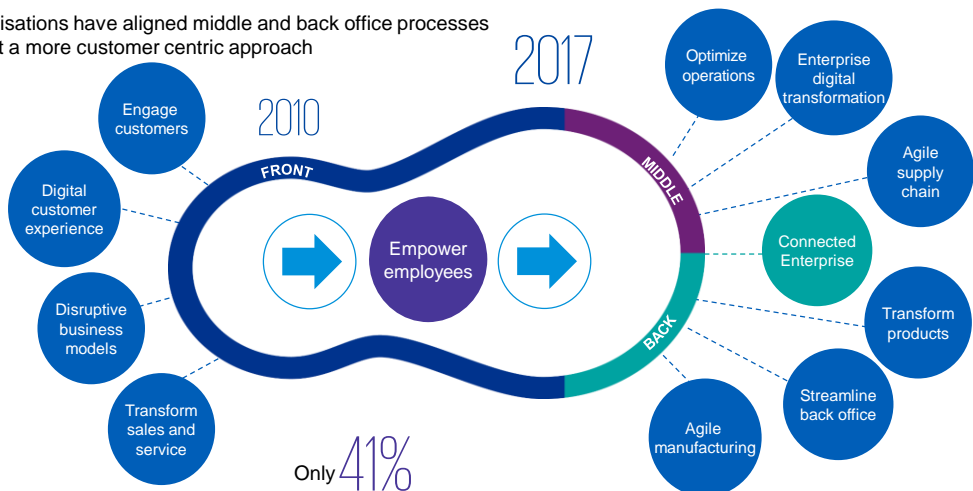 isations have aligned middle and back office processes
t a more customer centric approach
2017
2010
Engage
customers
Digital
customer
experience
Disruptive
business
models
Transform
sales and
service
FRONT
Empower
employees
MIDDLE
BACK
Optimize
operations
Enterprise
digital
transformation
Agile
supply
chain
Connected
Enterprise
Transform
products
Streamline
back office
Agile
manufacturing
Only 41%